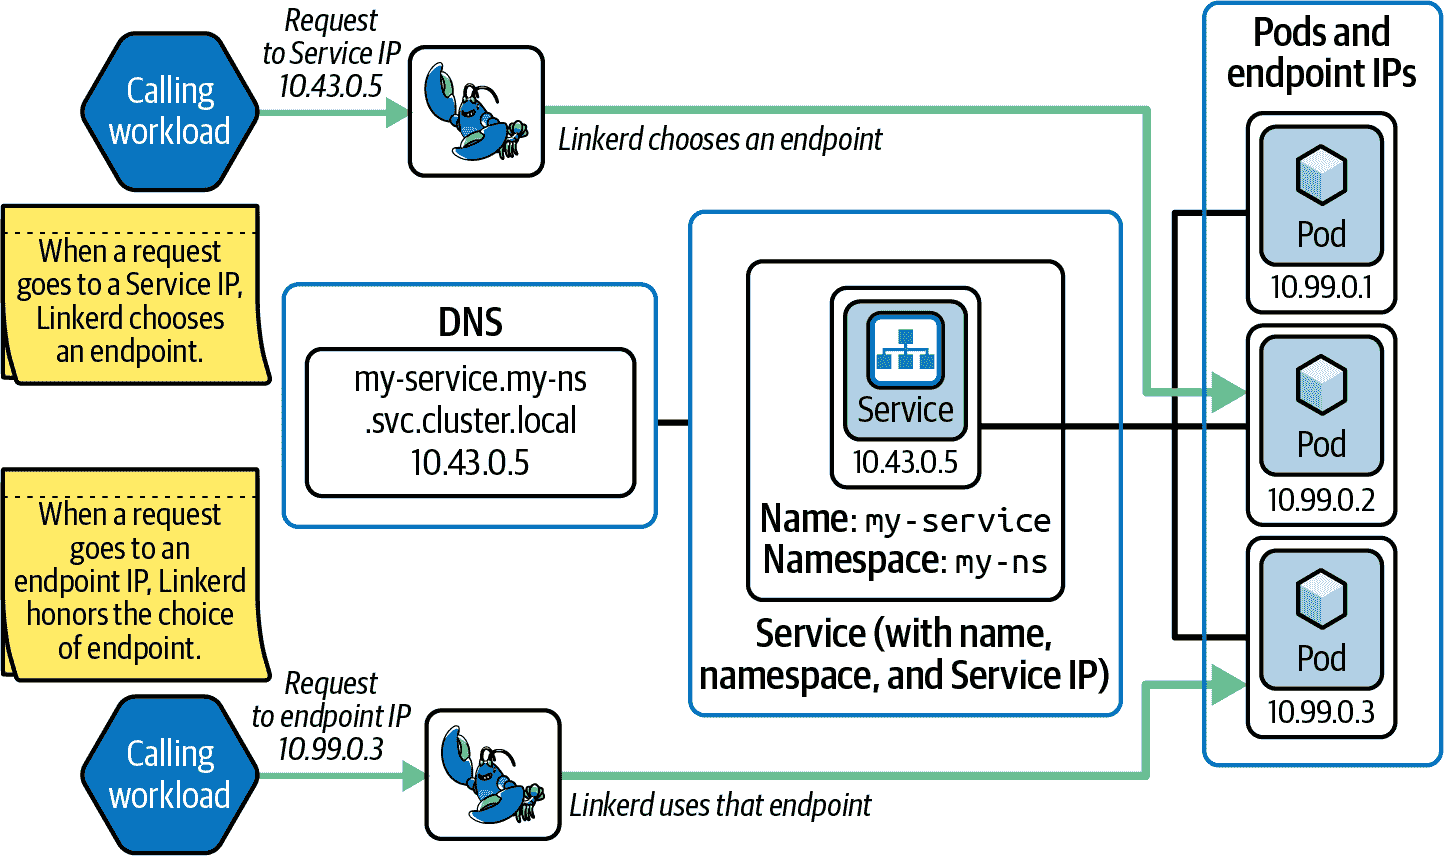 Request
to Service IP
10.43.0.5
Calling
workload
Linkerd chooses an endpoint
Pods and
endpoint IPs
Pod
10.99.0.1
Pod
10.99.0.2
Pod
10.99.0.3
When a request
goes to a Service IP,
Linkerd chooses
an endpoint.
DNS
my-service.my-ns
.svc.cluster.local
10.43.0.5
Service
10.43.0.5
Name: my-service
Namespace: my-ns
Service (with name,
namespace, and Service IP)
When a request
goes to an
endpoint IP, Linkerd
honors the choice
of endpoint.
Request
to endpoint IP
10.99.0.3
Calling
workload
Linkerd uses that endpoint